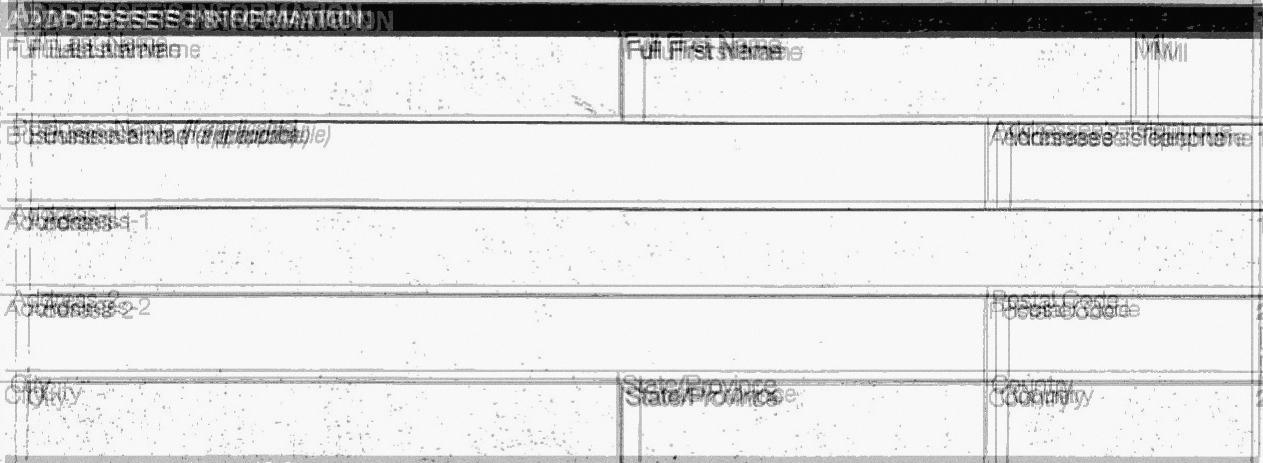 ADDRESSEE'S INFORMATION
Full Last Name Full First Name MI
Business Name (if applicable) Addressee's Telephone
Address-1
Address-2 Postal Code
City State/Province Country